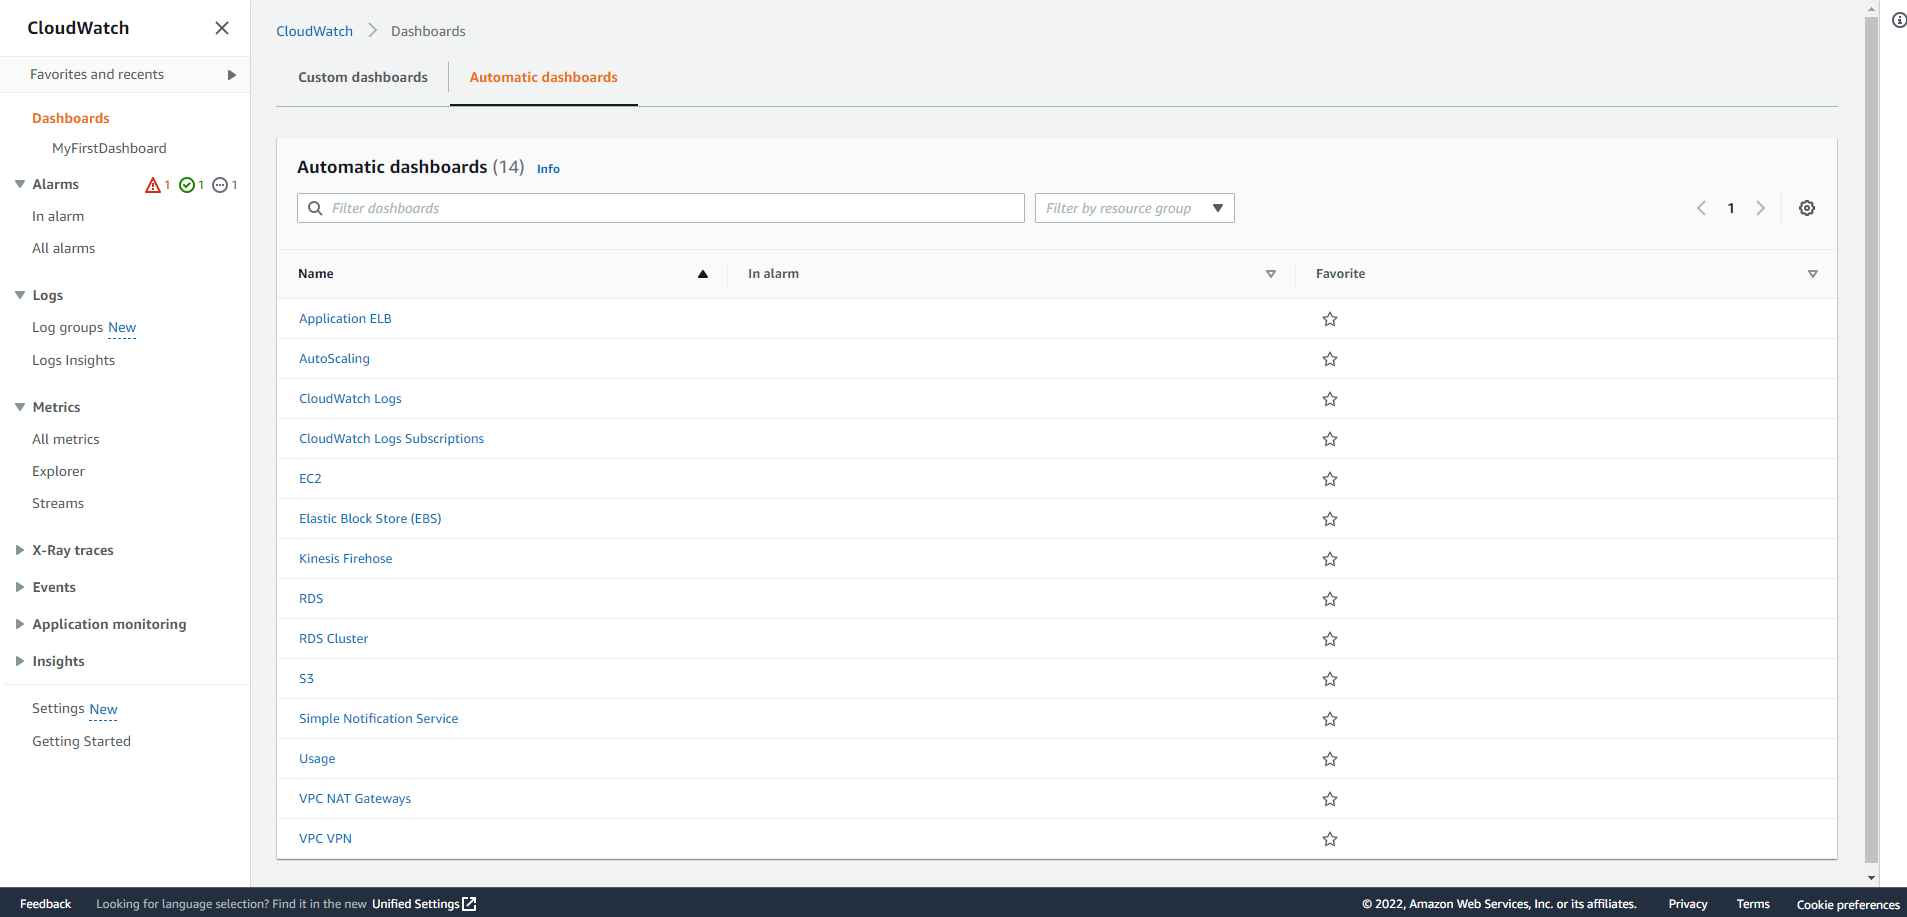 CloudWatch
Favorites and recents
Dashboards
MyFirstDashboard
Alarms 1 1 1
In alarm
All alarms
Logs
Log groups New
Logs Insights
Metrics
All metrics
Explorer
Streams
X-Ray traces
Events
Application monitoring
Insights
Settings New
Getting Started
CloudWatch Dashboards
Custom dashboards Automatic dashboards
Automatic dashboards (14) Info
Filter dashboards Filter by resource group 1
Name In alarm Favorite
Application ELB
AutoScaling
CloudWatch Logs
CloudWatch Logs Subscriptions
EC2
Elastic Block Store (EBS)
Kinesis Firehose
RDS
RDS Cluster
S3
Simple Notification Service
Usage
VPC NAT Gateways
VPC VPN
Feedback Looking for language selection? Find it in the new Unified Settings © 2022, Amazon Web Services, Inc. or its affiliates. Privacy Terms Cookie preferences